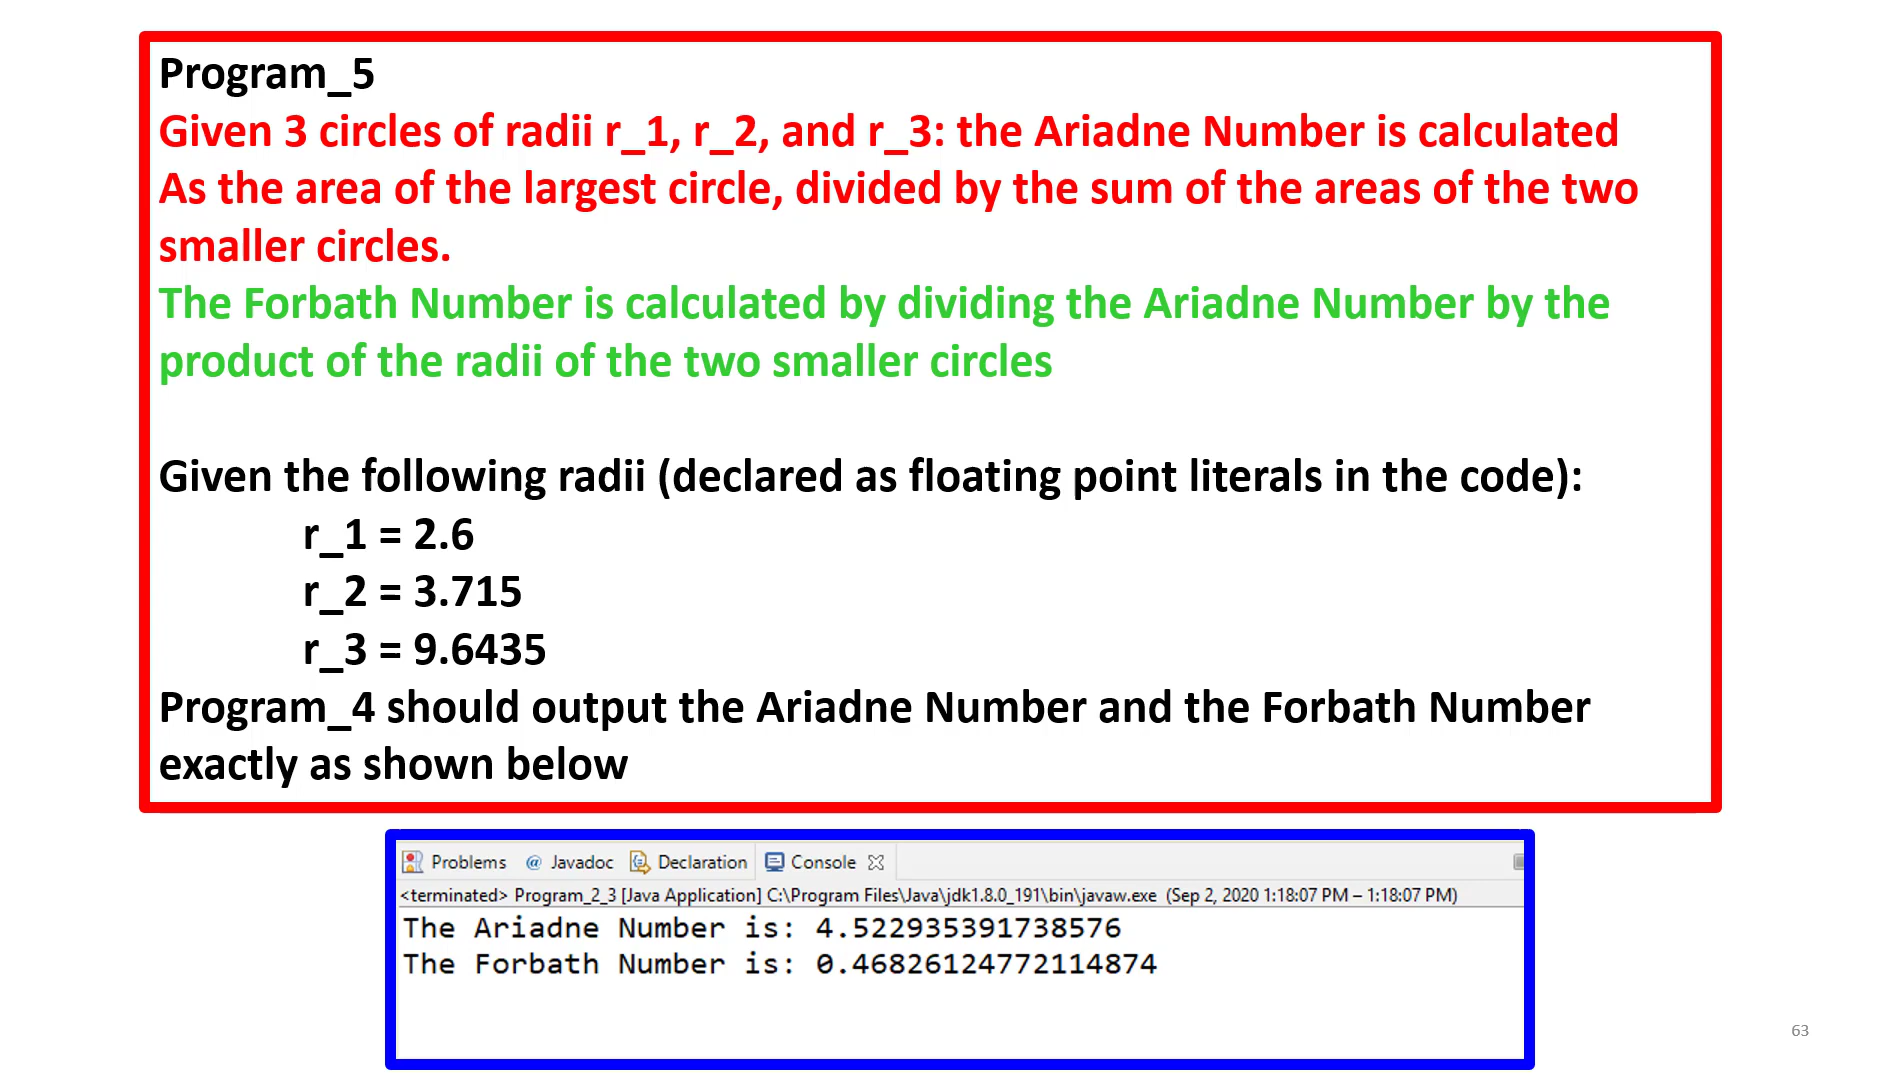 Program_5
Given 3 circles of radii r_1, r_2, and r_3: the Ariadne Number is calculated
As the area of the largest circle, divided by the sum of the areas of the two
smaller circles.
The Forbath Number is calculated by dividing the Ariadne Number by the
product of the radii of the two smaller circles
Given the following radii (declared as floating point literals in the code):
r_1 = 2.6
r_2 = 3.715
r_3 = 9.6435
Program_4 should output the Ariadne Number and the Forbath Number
exactly as shown below
Problems @ Javadoc Declaration Console
<terminated> Program_2_3 [Java Application] C:\Program Files\Java\jdk1.8.0_191\bin\javaw.exe (Sep 2, 2020 1:18:07 PM – 1:18:07 PM)
The Ariadne Number is: 4.522935391738576
The Forbath Number is: 0.46826124772114874
63